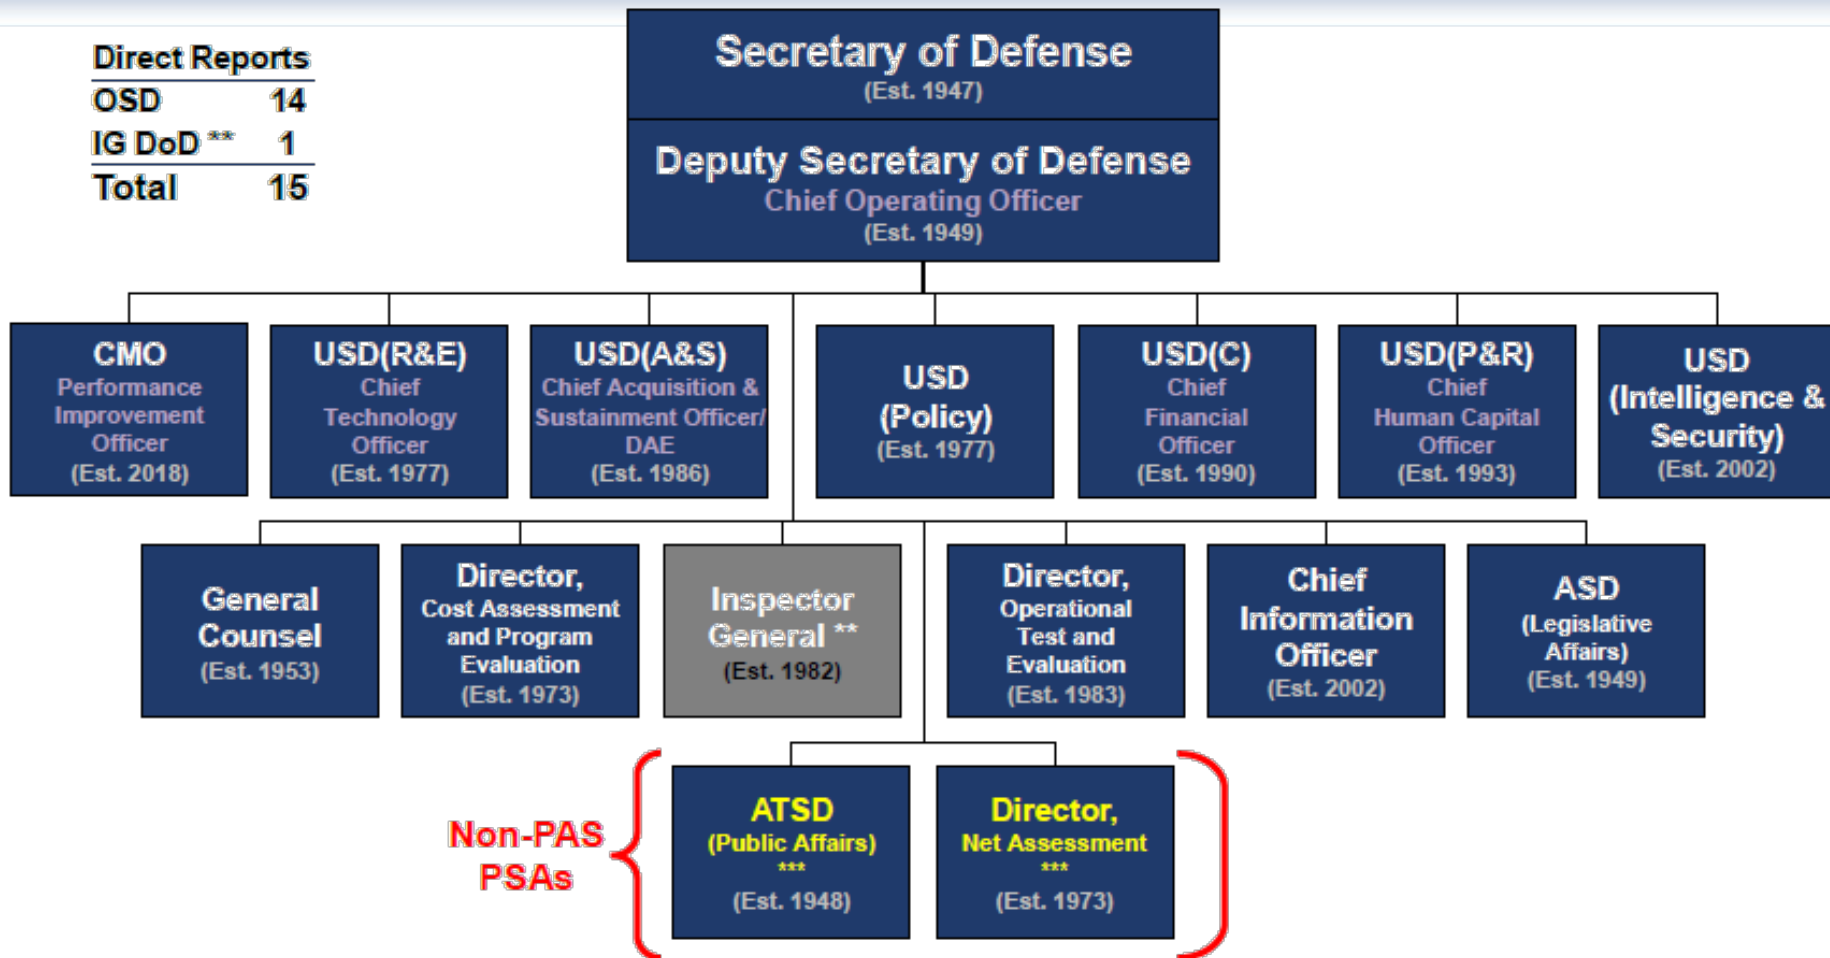 Direct Reports
OSD 14
IG DoD ** 1
Total 15
Secretary of Defense
(Est. 1947)
Deputy Secretary of Defense
Chief Operating Officer
(Est. 1949)
CMO
Performance
Improvement
Officer
(Est. 2018)
USD(R&E)
Chief
Technology
Officer
(Est. 1977)
USD(A&S)
Chief Acquisition &
Sustainment Officer/
DAE
(Est. 1986)
USD
(Policy)
(Est. 1977)
USD(C)
Chief
Financial
Officer
(Est. 1990)
USD(P&R)
Chief
Human Capital
Officer
(Est. 1993)
USD
(Intelligence &
Security)
(Est. 2002)
General
Counsel
(Est. 1953)
Director,
Cost Assessment
and Program
Evaluation
(Est. 1973)
Inspector
General **
(Est. 1982)
Director,
Operational
Test and
Evaluation
(Est. 1983)
Chief
Information
Officer
(Est. 2002)
ASD
(Legislative
Affairs)
(Est. 1949)
Non-PAS
PSAs
ATSD
(Public Affairs)
***
(Est. 1948)
Director,
Net Assessment
***
(Est. 1973)